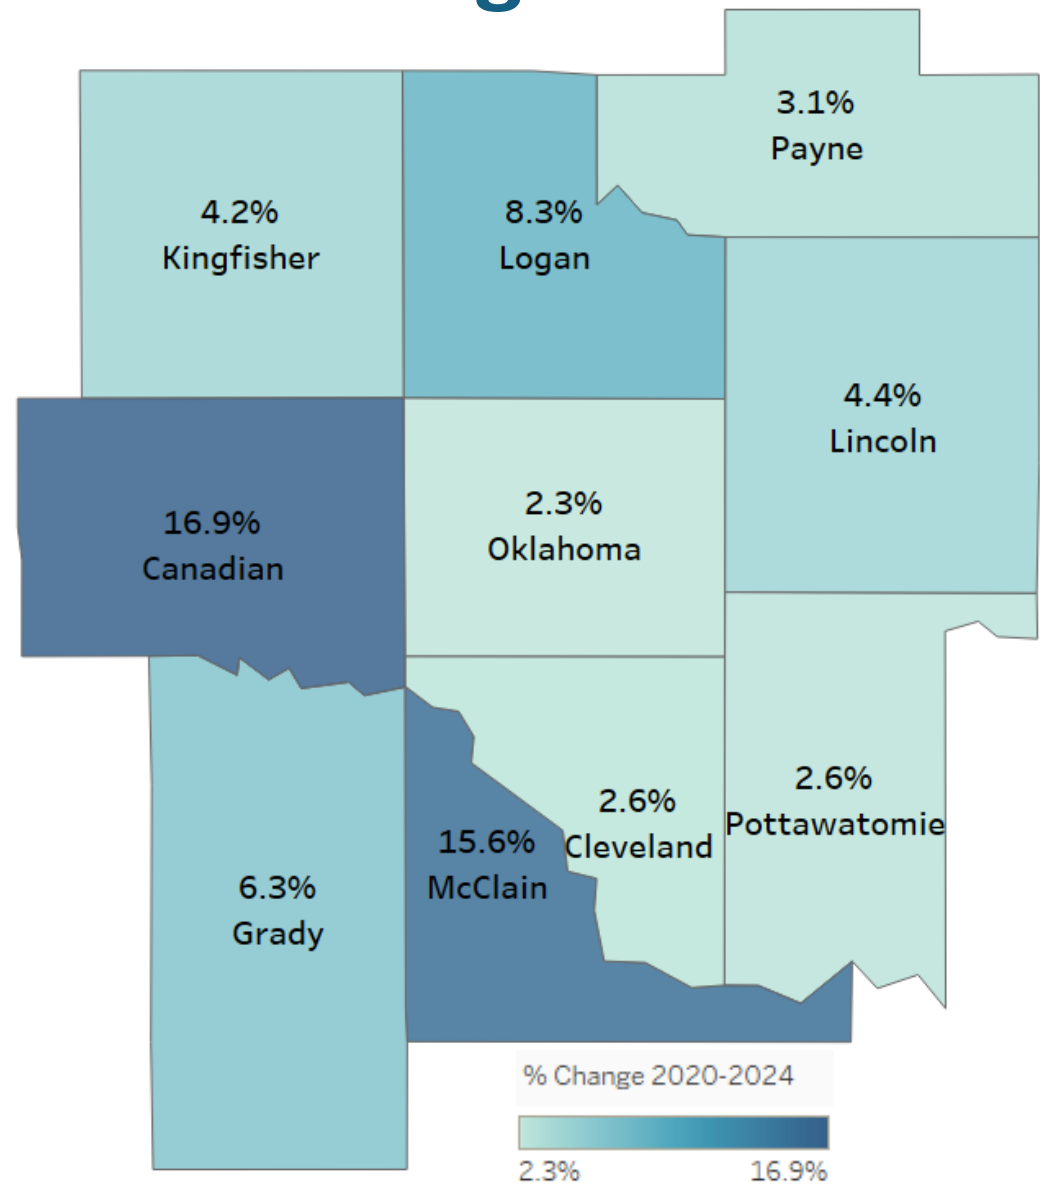 3.1%
Payne
4.2%
Kingfisher
8.3%
Logan
4.4%
Lincoln
16.9%
Canadian
2.3%
Oklahoma
2.6%
Pottawatomie
2.6%
Cleveland
15.6%
McClain
6.3%
Grady
% Change 2020-2024
2.3%
16.9%